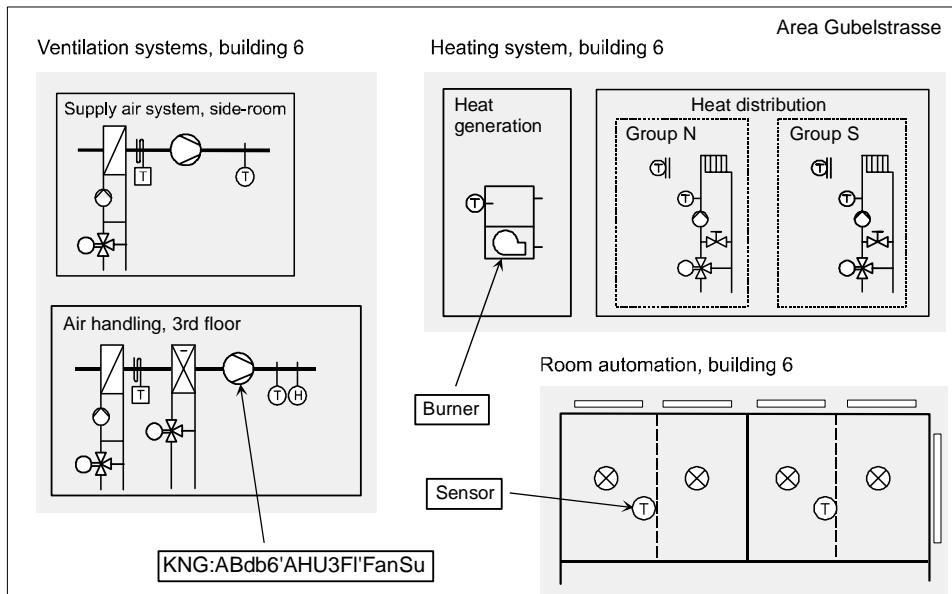 Area Gubelstrasse
Ventilation systems, building 6
Supply air system, side-room
T
T
Air handling, 3rd floor
T
T
H
KNG:ABdb6'AHU3Fl'FanSu
Heating system, building 6
Heat
generation
T
Burner
Heat distribution
Group N
T
T
Group S
T
T
Room automation, building 6
Sensor
T
T